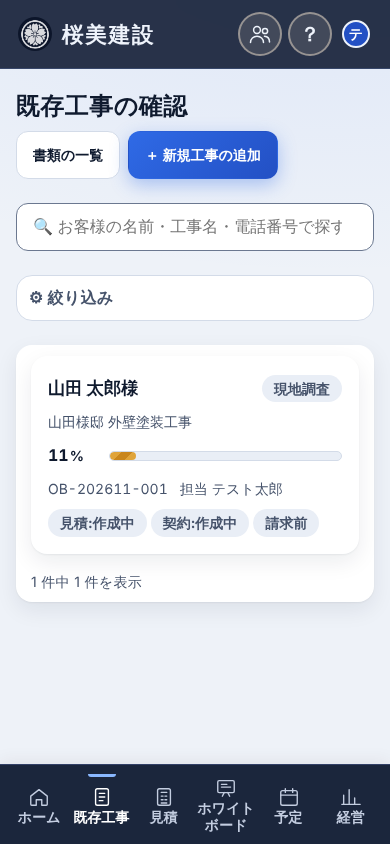 桜美建設
?
テ
既存工事の確認
書類の一覧
+ 新規工事の追加
お客様の名前・工事名・電話番号で探す
絞り込み
山田 太郎様
現地調査
山田様邸 外壁塗装工事
11%
OB-202611-001 担当 テスト太郎
見積:作成中 契約:作成中 請求前
1 件中 1 件を表示
ホーム
既存工事
見積
ホワイト
ボード
予定
経営